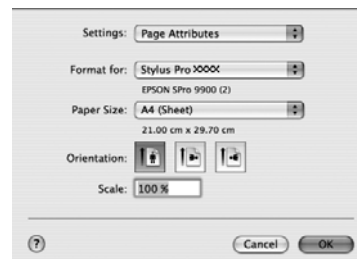 Settings: Page Attributes
Format for: Stylus Pro XXXX
EPSON SPro 9900 (2)
Paper Size: A4 (Sheet)
21.00 cm x 29.70 cm
Orientation:
Scale: 100 %
? Cancel OK